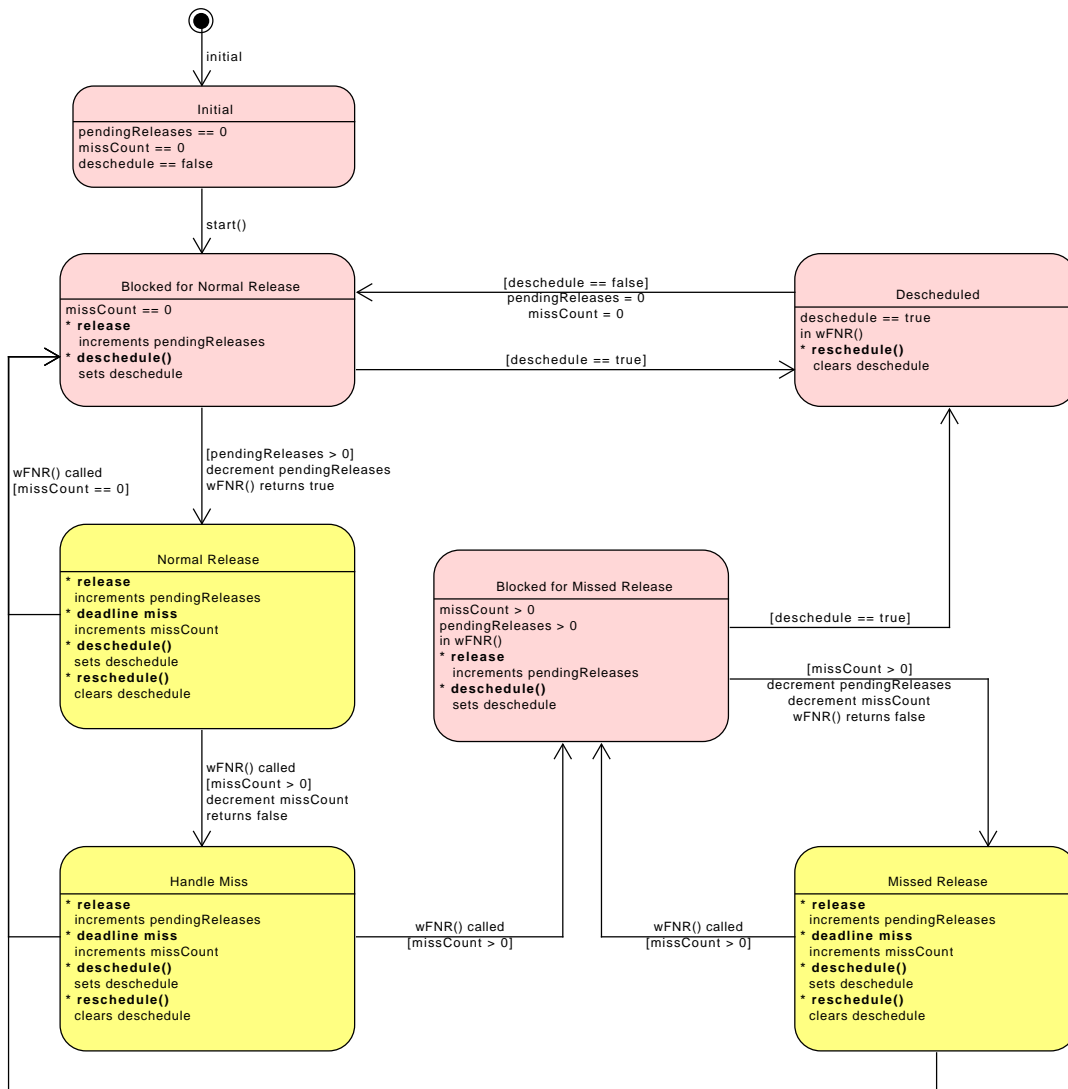 initial
Initial
pendingReleases == 0
missCount == 0
deschedule == false
start()
Blocked for Normal Release
missCount == 0
* release
increments pendingReleases
* deschedule()
sets deschedule
[deschedule == false]
pendingReleases = 0
missCount = 0
[deschedule == true]
Descheduled
deschedule == true
in wFNR()
* reschedule()
clears deschedule
wFNR() called
[missCount == 0]
[pendingReleases > 0]
decrement pendingReleases
wFNR() returns true
Normal Release
* release
increments pendingReleases
* deadline miss
increments missCount
* deschedule()
sets deschedule
* reschedule()
clears deschedule
Blocked for Missed Release
missCount > 0
pendingReleases > 0
in wFNR()
* release
increments pendingReleases
* deschedule()
sets deschedule
[deschedule == true]
[missCount > 0]
decrement pendingReleases
decrement missCount
wFNR() returns false
wFNR() called
[missCount > 0]
decrement missCount
returns false
Handle Miss
* release
increments pendingReleases
* deadline miss
increments missCount
* deschedule()
sets deschedule
* reschedule()
clears deschedule
wFNR() called
[missCount > 0]
wFNR() called
[missCount > 0]
Missed Release
* release
increments pendingReleases
* deadline miss
increments missCount
* deschedule()
sets deschedule
* reschedule()
clears deschedule